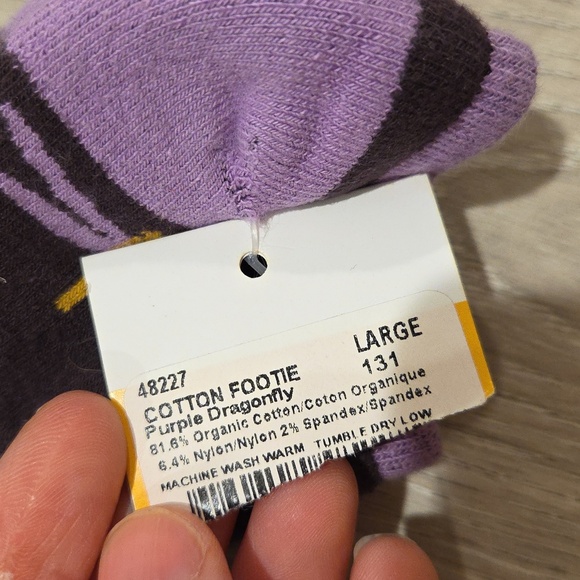 48227 LARGE
COTTON FOOTIE 131
Purple Dragonfly
81.6% Organic Cotton/Coton Organique
6.4% Nylon/Nylon 2% Spandex/Spandex
MACHINE WASH WARM TUMBLE DRY LOW